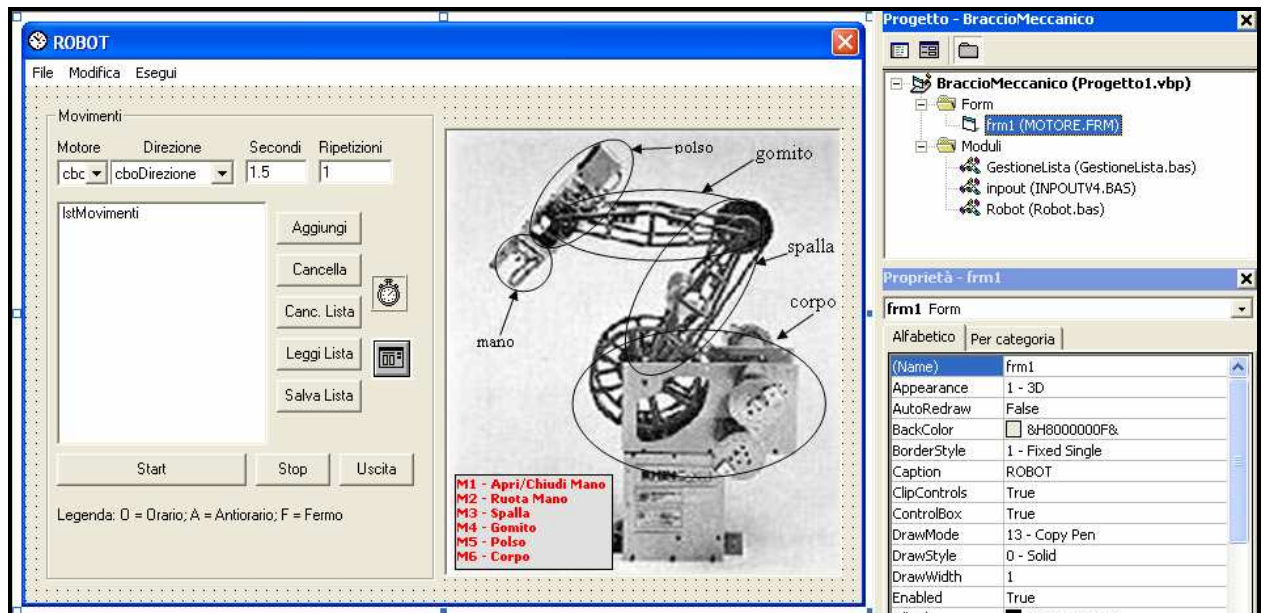 ROBOT
File Modifica Esegui
Movimenti
Motore Direzione Secondi Ripetizioni
cbc cboDirezione 1.5 1
lstMovimenti
Aggiungi
Cancella
Canc. Lista
Leggi Lista
Salva Lista
Start Stop Uscita
Legenda: O = Orario; A = Antiorario; F = Fermo
polso
gomito
spalla
corpo
mano
M1 - Apri/Chiudi Mano
M2 - Ruota Mano
M3 - Spalla
M4 - Gomito
M5 - Polso
M6 - Corpo
Progetto - BraccioMeccanico
BraccioMeccanico (Progetto1.vbp)
Form
frm1 (MOTORE.FRM)
Moduli
GestioneLista (GestioneLista.bas)
inpout (INPOUTV4.BAS)
Robot (Robot.bas)
Proprietà - frm1
frm1 Form
Alfabetico Per categoria
(Name) frm1
Appearance 1 - 3D
AutoRedraw False
BackColor &H8000000F&
BorderStyle 1 - Fixed Single
Caption ROBOT
ClipControls True
ControlBox True
DrawMode 13 - Copy Pen
DrawStyle 0 - Solid
DrawWidth 1
Enabled True